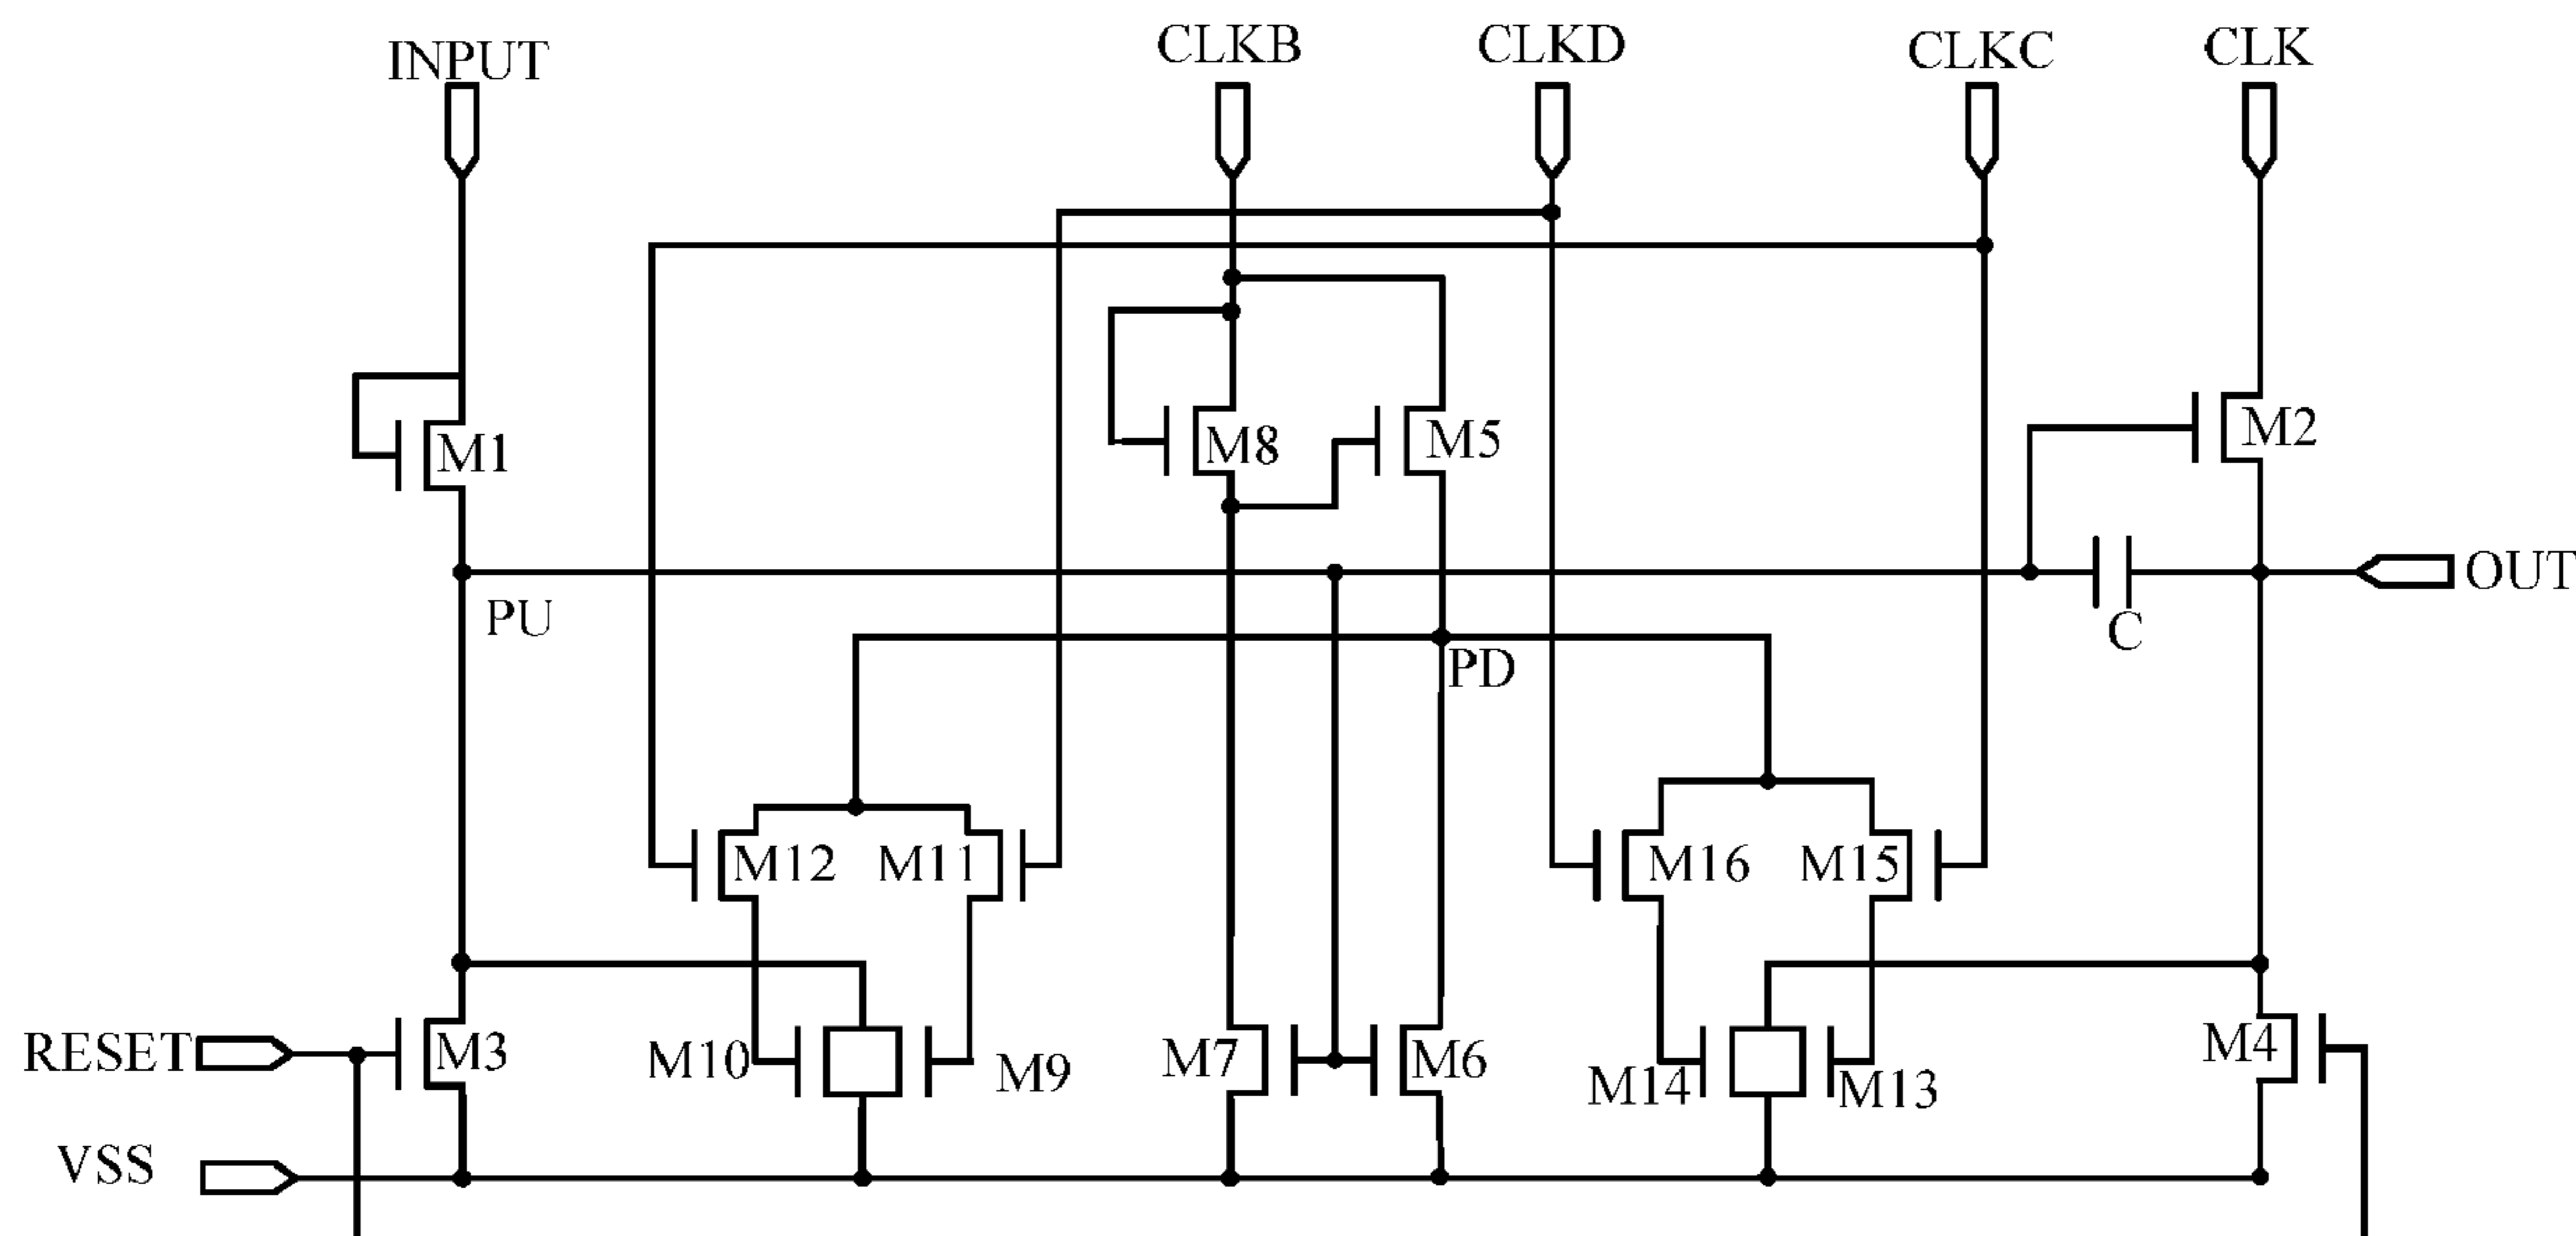 INPUT
CLKB
CLKD
CLKC
CLK
M1
M8
M5
M2
PU
PD
C
OUT
M12
M11
M16
M15
RESET
M3
M10
M9
M7
M6
M14
M13
M4
VSS